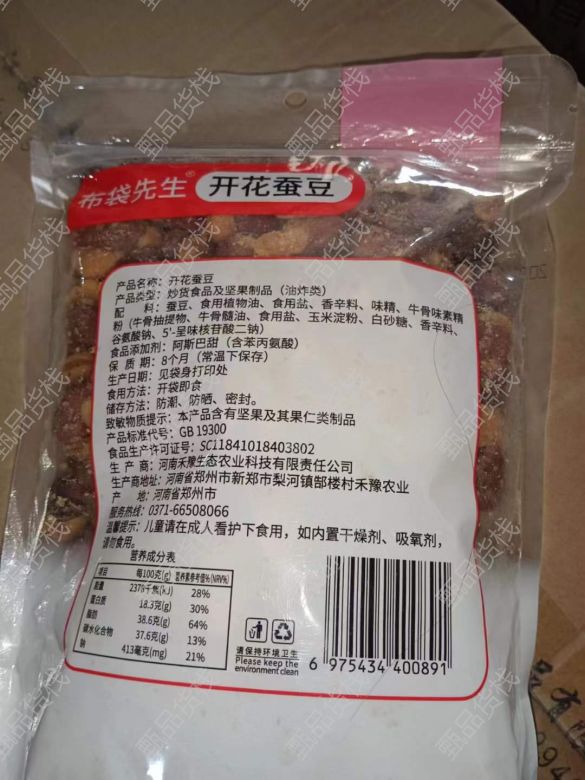 布袋先生® 开花蚕豆
产品名称：开花蚕豆
产品类型：炒货食品及坚果制品（油炸类）
配 料：蚕豆、食用植物油、食用盐、香辛料、味精、牛骨味素精
粉（牛骨抽提物、牛骨髓油、食用盐、玉米淀粉、白砂糖、香辛料、
谷氨酸钠、5'-呈味核苷酸二钠）
食品添加剂：阿斯巴甜（含苯丙氨酸）
保 质 期：8个月（常温下保存）
生产日期：见袋身打印处
食用方法：开袋即食
储存方法：防潮、防晒、密封。
致敏物质提示：本产品含有坚果及其果仁类制品
产品标准代号：GB 19300
食品生产许可证号：SC11841018403802
生 产 商：河南禾豫生态农业科技有限责任公司
生产商地址：河南省郑州市新郑市梨河镇郜楼村禾豫农业
产 地：河南省郑州市
服务热线：0371-66508066
温馨提示：儿童请在成人看护下食用，如内置干燥剂、吸氧剂，
请勿食用。
营养成分表
项目 每100克(g) 营养素参考值%(NRV%)
能量 2378千焦(kJ) 28%
蛋白质 18.3克(g) 30%
脂肪 38.6克(g) 64%
碳水化合物 37.6克(g) 13%
钠 413毫克(mg) 21%
请保持环境卫生
Please keep the
environment clean
6 975434 400891
甄品货栈